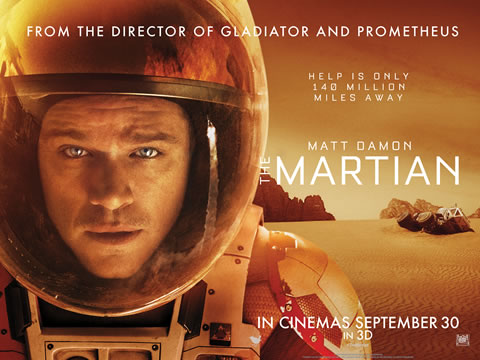 FROM THE DIRECTOR OF GLADIATOR AND PROMETHEUS
HELP IS ONLY
140 MILLION
MILES AWAY
MATT DAMON
THE MARTIAN
IN CINEMAS SEPTEMBER 30
IN 3D